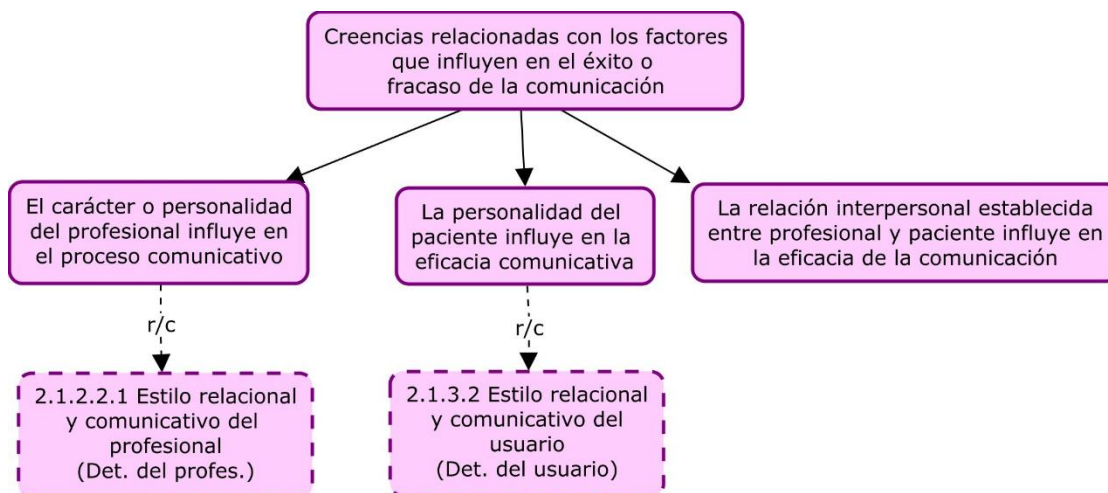 Creencias relacionadas con los factores
que influyen en el éxito o
fracaso de la comunicación
El carácter o personalidad
del profesional influye en
el proceso comunicativo
La personalidad del
paciente influye en la
eficacia comunicativa
La relación interpersonal establecida
entre profesional y paciente influye en
la eficacia de la comunicación
r/c
r/c
2.1.2.2.1 Estilo relacional
y comunicativo del
profesional
(Det. del profes.)
2.1.3.2 Estilo relacional
y comunicativo del
usuario
(Det. del usuario)